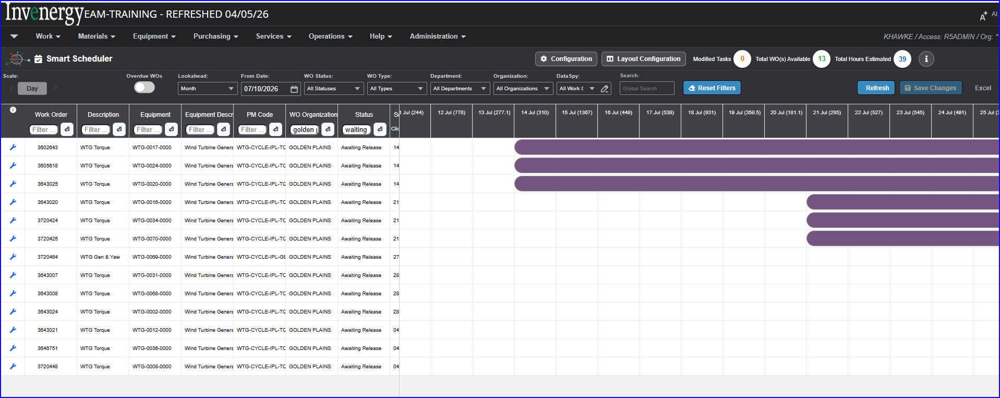 Invenergy EAM-TRAINING - REFRESHED 04/05/26 AI
Work Materials Equipment Purchasing Services Operations Help Administration KHAWKE / Access: R5ADMIN / Org: *
Smart Scheduler Configuration Layout Configuration Modified Tasks 0 Total WO(s) Available 13 Total Hours Estimated 39
Scale: Overdue WOs Lookahead: From Date: WO Status: WO Type: Department: Organization: DataSpy: Search:
Day Month 07/10/2026 All Statuses All Types All Departments All Organizations All Work Global Search Reset Filters Refresh Save Changes Excel
Work Order Description Equipment Equipment Descr PM Code WO Organization Status 1 Jul (244) 12 Jul (778) 13 Jul (277.1) 14 Jul (310) 15 Jul (1367) 16 Jul (449) 17 Jul (539) 18 Jul (931) 19 Jul (359.5) 20 Jul (181.1) 21 Jul (285) 22 Jul (527) 23 Jul (545) 24 Jul (491) 25 Jul
Filter ... Filter ... Filter ... Filter ... Filter ... golden waiting Clic
3602643 WTG Torque WTG-0017-0000 Wind Turbine Genera WTG-CYCLE-IPL-TQ GOLDEN PLAINS Awaiting Release 14
3605618 WTG Torque WTG-0024-0000 Wind Turbine Genera WTG-CYCLE-IPL-TQ GOLDEN PLAINS Awaiting Release 14
3643025 WTG Torque WTG-0020-0000 Wind Turbine Genera WTG-CYCLE-IPL-TQ GOLDEN PLAINS Awaiting Release 14
3643020 WTG Torque WTG-0016-0000 Wind Turbine Genera WTG-CYCLE-IPL-TQ GOLDEN PLAINS Awaiting Release 21
3720424 WTG Torque WTG-0034-0000 Wind Turbine Genera WTG-CYCLE-IPL-TQ GOLDEN PLAINS Awaiting Release 21
3720425 WTG Torque WTG-0070-0000 Wind Turbine Genera WTG-CYCLE-IPL-TQ GOLDEN PLAINS Awaiting Release 21
3720464 WTG Gen & Yaw WTG-0069-0000 Wind Turbine Genera WTG-CYCLE-IPL-GE GOLDEN PLAINS Awaiting Release 27
3643007 WTG Torque WTG-0031-0000 Wind Turbine Genera WTG-CYCLE-IPL-TQ GOLDEN PLAINS Awaiting Release 28
3643008 WTG Torque WTG-0068-0000 Wind Turbine Genera WTG-CYCLE-IPL-TQ GOLDEN PLAINS Awaiting Release 28
3643024 WTG Torque WTG-0002-0000 Wind Turbine Genera WTG-CYCLE-IPL-TQ GOLDEN PLAINS Awaiting Release 28
3643021 WTG Torque WTG-0012-0000 Wind Turbine Genera WTG-CYCLE-IPL-TQ GOLDEN PLAINS Awaiting Release 04
3646751 WTG Torque WTG-0036-0000 Wind Turbine Genera WTG-CYCLE-IPL-TQ GOLDEN PLAINS Awaiting Release 04
3720448 WTG Torque WTG-0008-0000 Wind Turbine Genera WTG-CYCLE-IPL-TQ GOLDEN PLAINS Awaiting Release 04